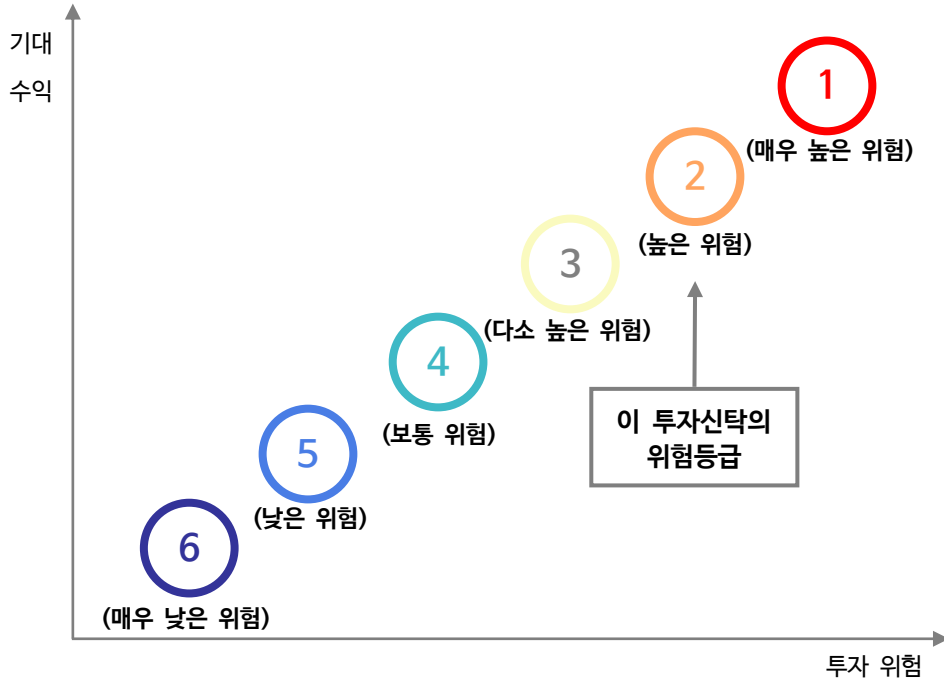 기대
수익
1
(매우 높은 위험)
2
(높은 위험)
3
(다소 높은 위험)
4
(보통 위험)
이 투자신탁의
위험등급
5
(낮은 위험)
6
(매우 낮은 위험)
투자 위험